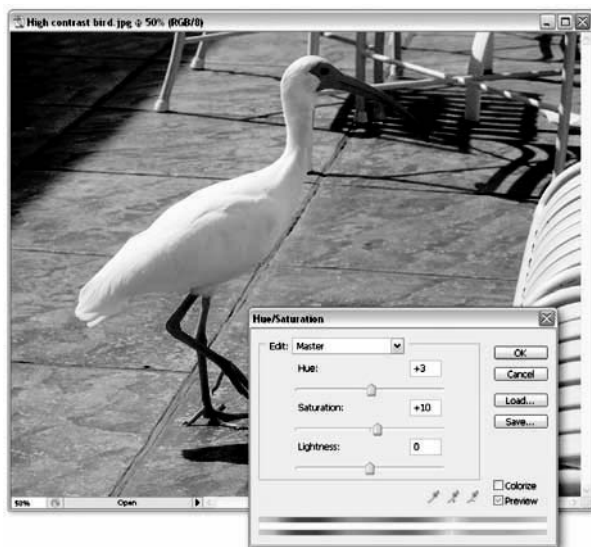 High contrast bird.jpg @ 50% (RGB/8)
Hue/Saturation
Edit: Master
Hue: +3
Saturation: +10
Lightness: 0
OK
Cancel
Load...
Save...
Colorize
Preview
50%
Open